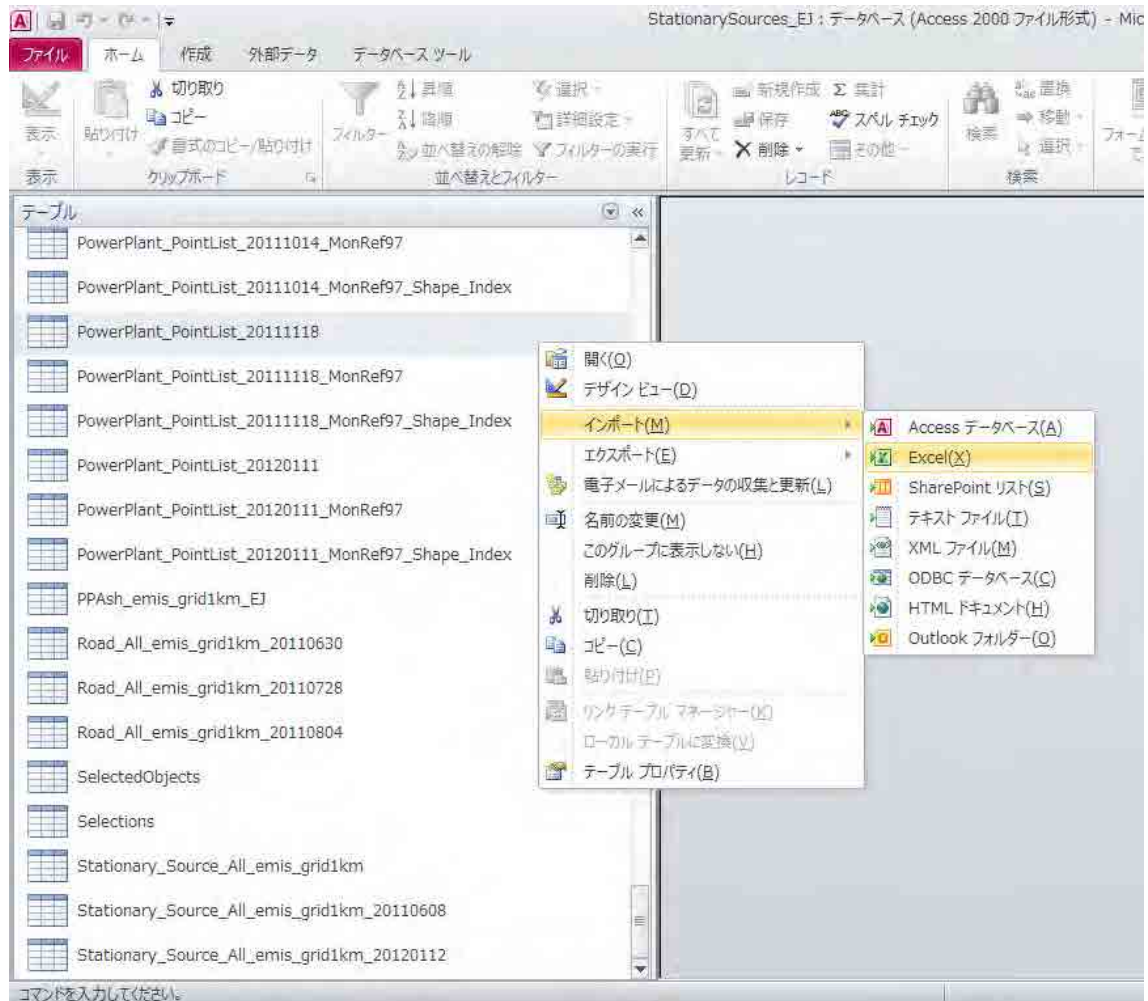 StationarySources_EJ : データベース (Access 2000 ファイル形式) - Mic
ファイル ホーム 作成 外部データ データベース ツール
表示
貼り付け
切り取り
コピー
書式のコピー/貼り付け
フィルター
昇順
降順
並べ替えの解除
選択
詳細設定
フィルターの実行
すべて更新
新規作成
保存
削除
Σ 集計
スペル チェック
その他
検索
置換
移動
選択
フォー
表示 クリップボード 並べ替えとフィルター レコード 検索
テーブル
PowerPlant_PointList_20111014_MonRef97
PowerPlant_PointList_20111014_MonRef97_Shape_Index
PowerPlant_PointList_20111118
PowerPlant_PointList_20111118_MonRef97
PowerPlant_PointList_20111118_MonRef97_Shape_Index
PowerPlant_PointList_20120111
PowerPlant_PointList_20120111_MonRef97
PowerPlant_PointList_20120111_MonRef97_Shape_Index
PPAsh_emis_grid1km_EJ
Road_All_emis_grid1km_20110630
Road_All_emis_grid1km_20110728
Road_All_emis_grid1km_20110804
SelectedObjects
Selections
Stationary_Source_All_emis_grid1km
Stationary_Source_All_emis_grid1km_20110608
Stationary_Source_All_emis_grid1km_20120112
開く(O)
デザイン ビュー(D)
インポート(M)
エクスポート(E)
電子メールによるデータの収集と更新(L)
名前の変更(M)
このグループに表示しない(H)
削除(L)
切り取り(T)
コピー(C)
貼り付け(P)
リンク テーブル マネージャー(K)
ローカル テーブルに変換(V)
テーブル プロパティ(B)
Access データベース(A)
Excel(X)
SharePoint リスト(S)
テキスト ファイル(T)
XML ファイル(M)
ODBC データベース(C)
HTML ドキュメント(H)
Outlook フォルダー(O)
コマンドを入力してください。